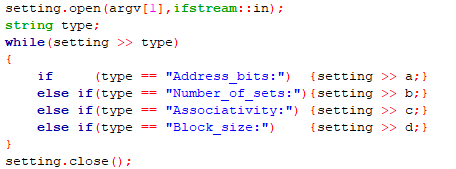 setting.open(argv[1],ifstream::in);
string type;
while(setting >> type)
{
    if     (type == "Address_bits:")  {setting >> a;}
    else if(type == "Number_of_sets:"){setting >> b;}
    else if(type == "Associativity:") {setting >> c;}
    else if(type == "Block_size:")    {setting >> d;}
}
setting.close();